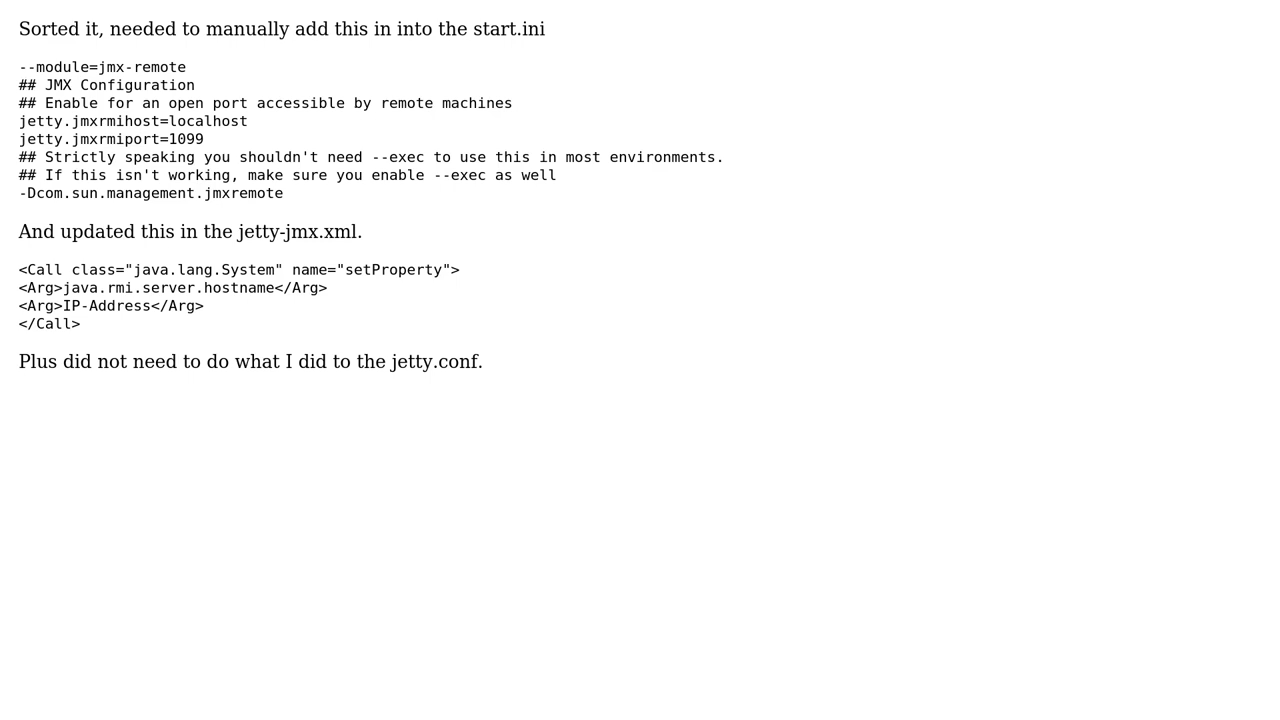 Sorted it, needed to manually add this in into the start.ini
--module=jmx-remote
## JMX Configuration
## Enable for an open port accessible by remote machines
jetty.jmxrmihost=localhost
jetty.jmxrmiport=1099
## Strictly speaking you shouldn't need --exec to use this in most environments.
## If this isn't working, make sure you enable --exec as well
-Dcom.sun.management.jmxremote
And updated this in the jetty-jmx.xml.
<Call class="java.lang.System" name="setProperty">
<Arg>java.rmi.server.hostname</Arg>
<Arg>IP-Address</Arg>
</Call>
Plus did not need to do what I did to the jetty.conf.